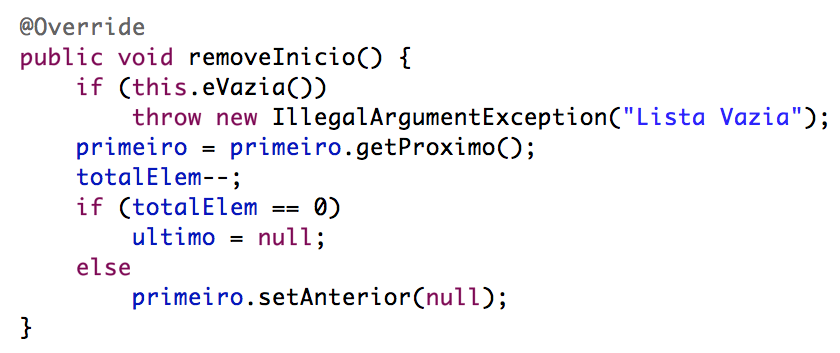 @Override
public void removeInicio() {
    if (this.eVazia())
        throw new IllegalArgumentException("Lista Vazia");
    primeiro = primeiro.getProximo();
    totalElem--;
    if (totalElem == 0)
        ultimo = null;
    else
        primeiro.setAnterior(null);
}